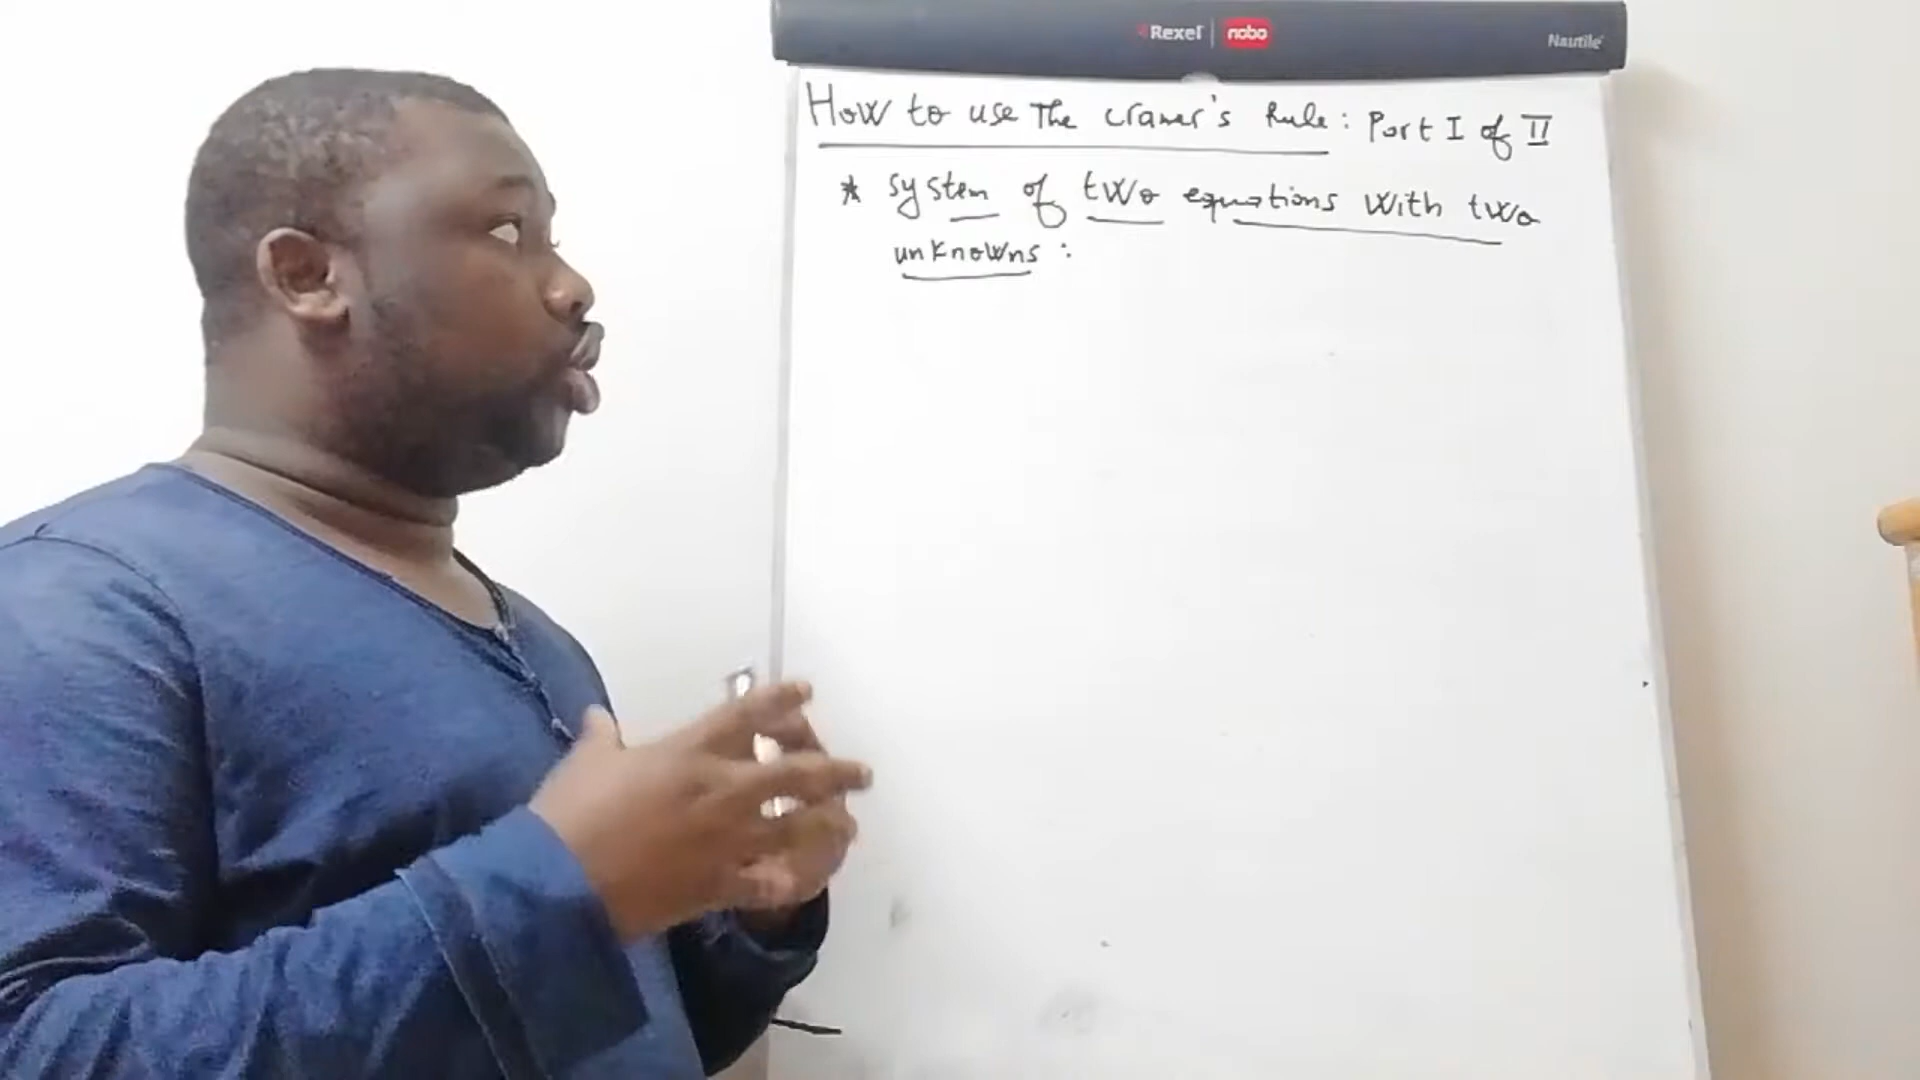 Rexel nobo
Nautile
How to use The cramer's Rule: Part I of II
* system of two equations with two
unknowns: